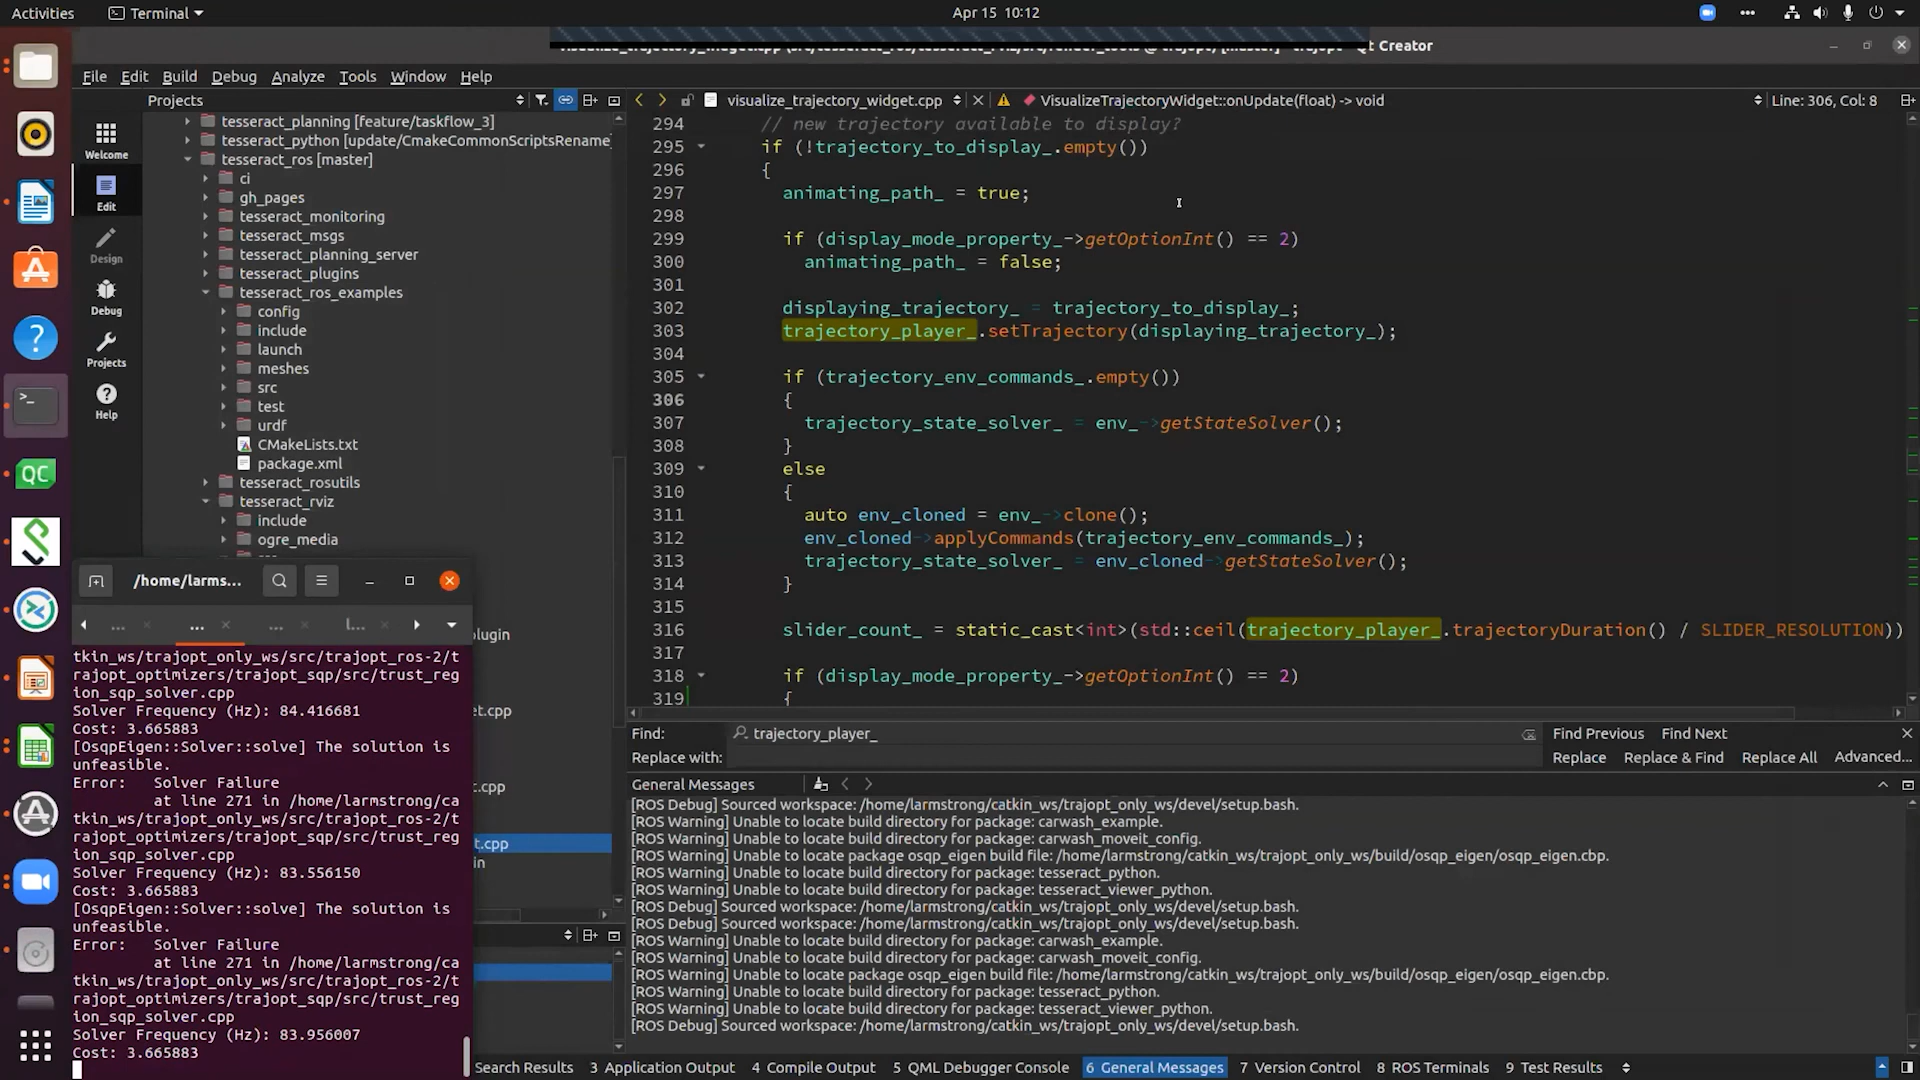 Activities
Terminal
Apr 15 10:12
Qt Creator
File Edit Build Debug Analyze Tools Window Help
Projects
visualize_trajectory_widget.cpp
VisualizeTrajectoryWidget::onUpdate(float) -> void
Line: 306, Col: 8
Welcome
Edit
Design
Debug
Projects
Help
tesseract_planning [feature/taskflow_3]
tesseract_python [update/CmakeCommonScriptsRename]
tesseract_ros [master]
ci
gh_pages
tesseract_monitoring
tesseract_msgs
tesseract_planning_server
tesseract_plugins
tesseract_ros_examples
config
include
launch
meshes
src
test
urdf
CMakeLists.txt
package.xml
tesseract_rosutils
tesseract_rviz
include
ogre_media
294 // new trajectory available to display?
295 if (!trajectory_to_display_.empty())
296 {
297 animating_path_ = true;
298
299 if (display_mode_property_->getOptionInt() == 2)
300 animating_path_ = false;
301
302 displaying_trajectory_ = trajectory_to_display_;
303 trajectory_player_.setTrajectory(displaying_trajectory_);
304
305 if (trajectory_env_commands_.empty())
306 {
307 trajectory_state_solver_ = env_->getStateSolver();
308 }
309 else
310 {
311 auto env_cloned = env_->clone();
312 env_cloned->applyCommands(trajectory_env_commands_);
313 trajectory_state_solver_ = env_cloned->getStateSolver();
314 }
315
316 slider_count_ = static_cast<int>(std::ceil(trajectory_player_.trajectoryDuration() / SLIDER_RESOLUTION))
317
318 if (display_mode_property_->getOptionInt() == 2)
319 {
/home/larms...
... ... ... l...
tkin_ws/trajopt_only_ws/src/trajopt_ros-2/t
rajopt_optimizers/trajopt_sqp/src/trust_reg
ion_sqp_solver.cpp
Solver Frequency (Hz): 84.416681
Cost: 3.665883
[OsqpEigen::Solver::solve] The solution is
unfeasible.
Error: Solver Failure
at line 271 in /home/larmstrong/ca
tkin_ws/trajopt_only_ws/src/trajopt_ros-2/t
rajopt_optimizers/trajopt_sqp/src/trust_reg
ion_sqp_solver.cpp
Solver Frequency (Hz): 83.556150
Cost: 3.665883
[OsqpEigen::Solver::solve] The solution is
unfeasible.
Error: Solver Failure
at line 271 in /home/larmstrong/ca
tkin_ws/trajopt_only_ws/src/trajopt_ros-2/t
rajopt_optimizers/trajopt_sqp/src/trust_reg
ion_sqp_solver.cpp
Solver Frequency (Hz): 83.956007
Cost: 3.665883
QC
Find: trajectory_player_
Find Previous Find Next
Replace with:
Replace Replace & Find Replace All Advanced...
General Messages
[ROS Debug] Sourced workspace: /home/larmstrong/catkin_ws/trajopt_only_ws/devel/setup.bash.
[ROS Warning] Unable to locate build directory for package: carwash_example.
[ROS Warning] Unable to locate build directory for package: carwash_moveit_config.
[ROS Warning] Unable to locate package osqp_eigen build file: /home/larmstrong/catkin_ws/trajopt_only_ws/build/osqp_eigen/osqp_eigen.cbp.
[ROS Warning] Unable to locate build directory for package: tesseract_python.
[ROS Warning] Unable to locate build directory for package: tesseract_viewer_python.
[ROS Debug] Sourced workspace: /home/larmstrong/catkin_ws/trajopt_only_ws/devel/setup.bash.
[ROS Debug] Sourced workspace: /home/larmstrong/catkin_ws/trajopt_only_ws/devel/setup.bash.
[ROS Warning] Unable to locate build directory for package: carwash_example.
[ROS Warning] Unable to locate build directory for package: carwash_moveit_config.
[ROS Warning] Unable to locate package osqp_eigen build file: /home/larmstrong/catkin_ws/trajopt_only_ws/build/osqp_eigen/osqp_eigen.cbp.
[ROS Warning] Unable to locate build directory for package: tesseract_python.
[ROS Warning] Unable to locate build directory for package: tesseract_viewer_python.
[ROS Debug] Sourced workspace: /home/larmstrong/catkin_ws/trajopt_only_ws/devel/setup.bash.
Search Results 3 Application Output 4 Compile Output 5 QML Debugger Console 6 General Messages 7 Version Control 8 ROS Terminals 9 Test Results